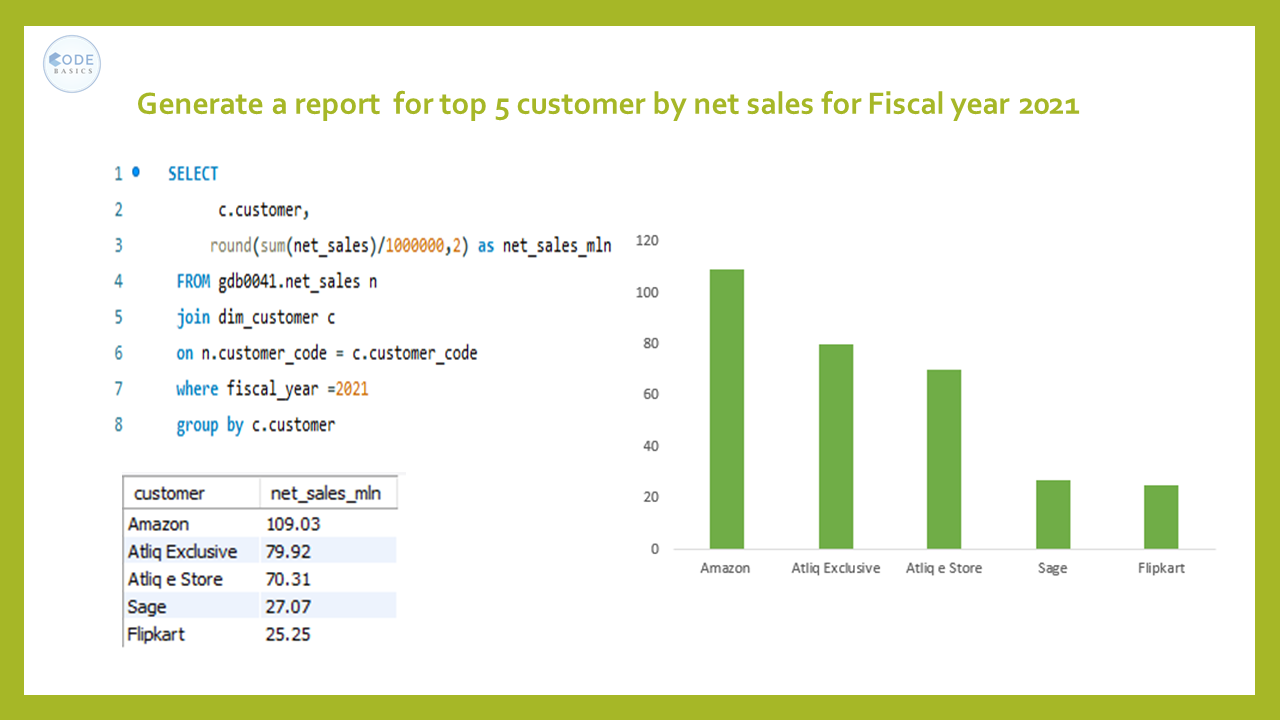 CODE
BASICS
Generate a report for top 5 customer by net sales for Fiscal year 2021
1 SELECT
2 c.customer,
3 round(sum(net_sales)/1000000,2) as net_sales_mln
4 FROM gdb0041.net_sales n
5 join dim_customer c
6 on n.customer_code = c.customer_code
7 where fiscal_year =2021
8 group by c.customer
customer net_sales_mln
Amazon 109.03
Atliq Exclusive 79.92
Atliq e Store 70.31
Sage 27.07
Flipkart 25.25
120
100
80
60
40
20
0
Amazon Atliq Exclusive Atliq e Store Sage Flipkart